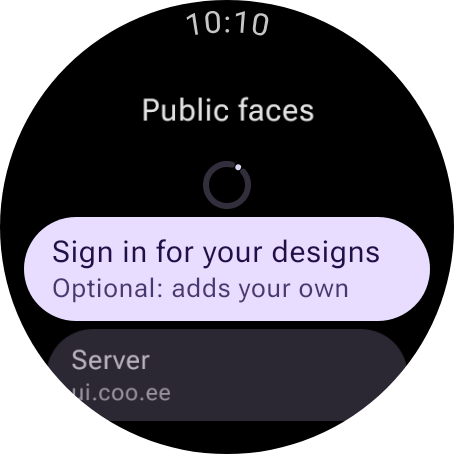 10:10
Public faces
Sign in for your designs
Optional: adds your own
Server
ui.coo.ee